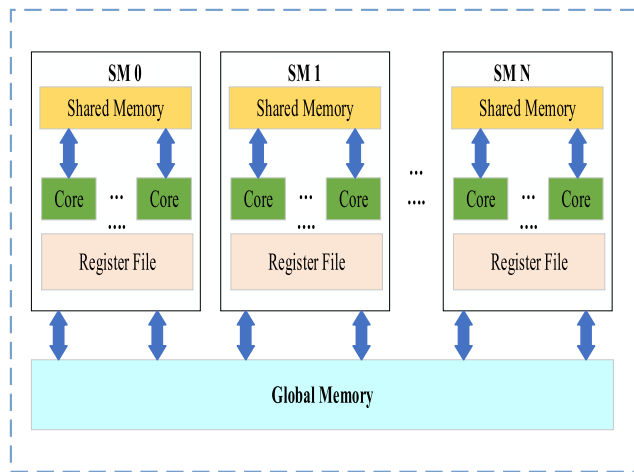 SM 0
Shared Memory
Core ... Core
....
Register File
SM 1
Shared Memory
Core ... Core
....
Register File
...
....
SM N
Shared Memory
Core ... Core
....
Register File
Global Memory